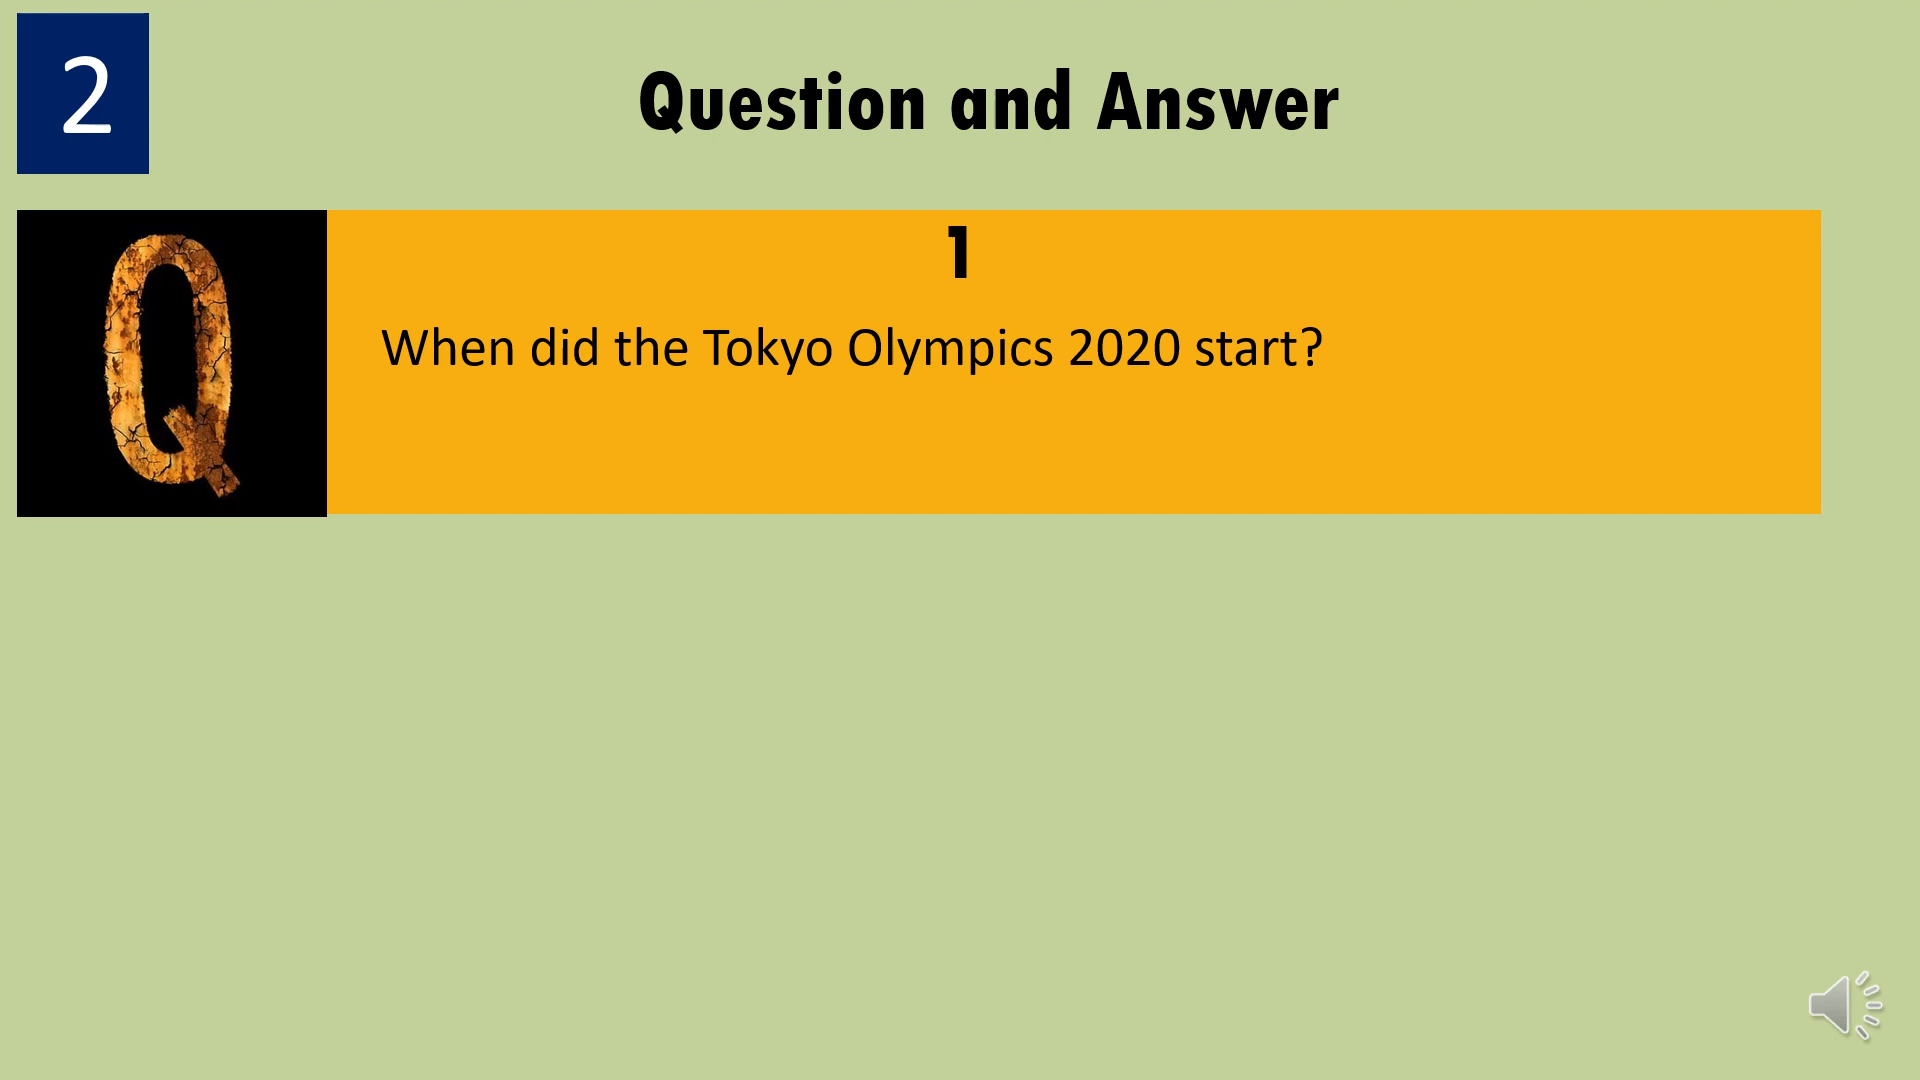 2
Question and Answer
Q
1
When did the Tokyo Olympics 2020 start?